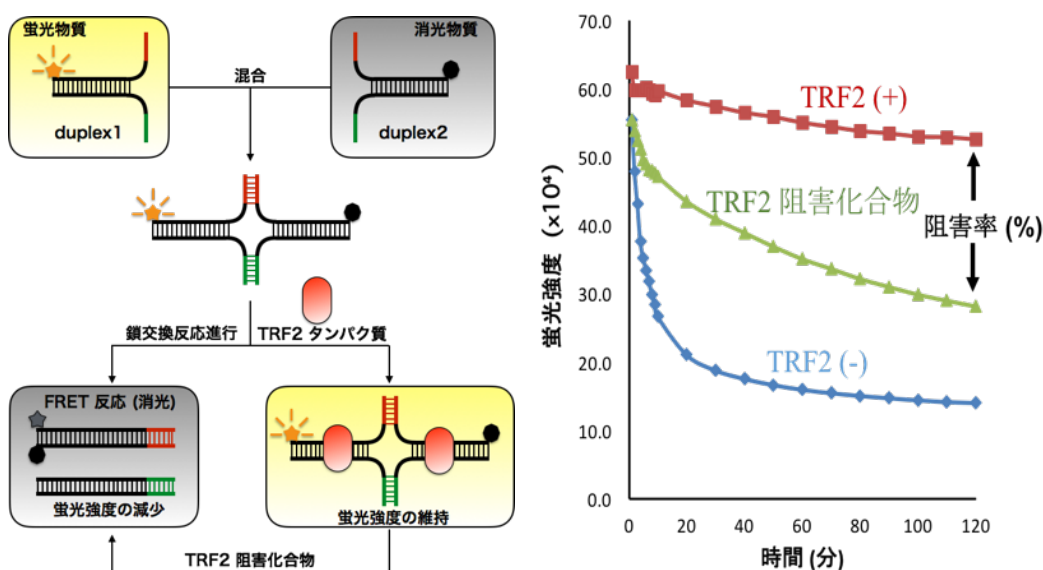 蛍光物質
消光物質
混合
duplex1
duplex2
鎖交換反応進行
TRF2 タンパク質
FRET 反応 (消光)
蛍光強度の減少
蛍光強度の維持
TRF2 阻害化合物
蛍光強度 (×10⁴)
70.0
60.0
50.0
40.0
30.0
20.0
10.0
0.0
TRF2 (+)
TRF2 阻害化合物
阻害率 (%)
TRF2 (-)
0
20
40
60
80
100
120
時間 (分)